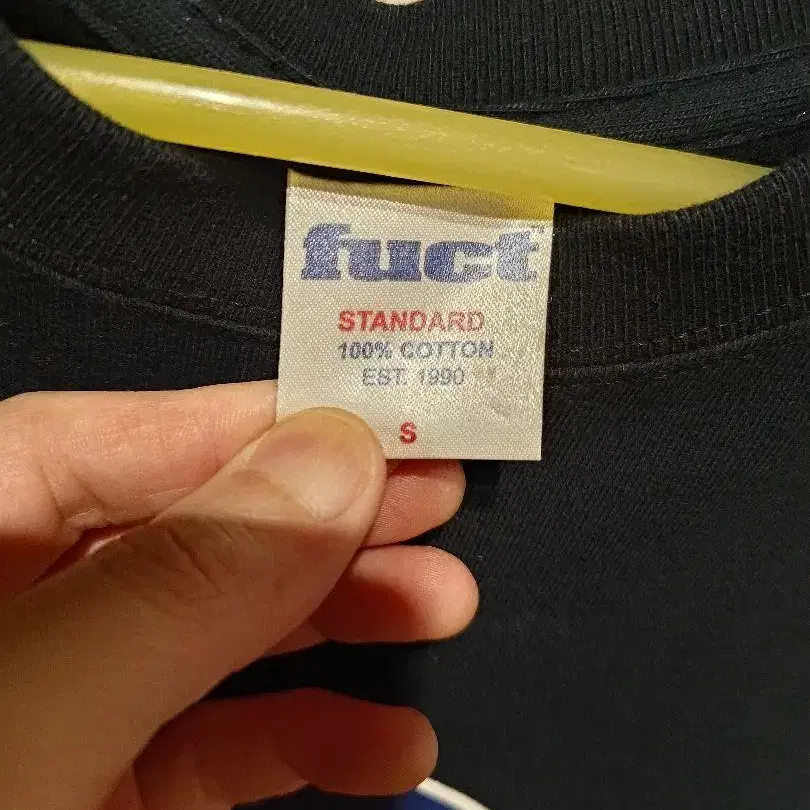 fuct
STANDARD
100% COTTON
EST. 1990
S